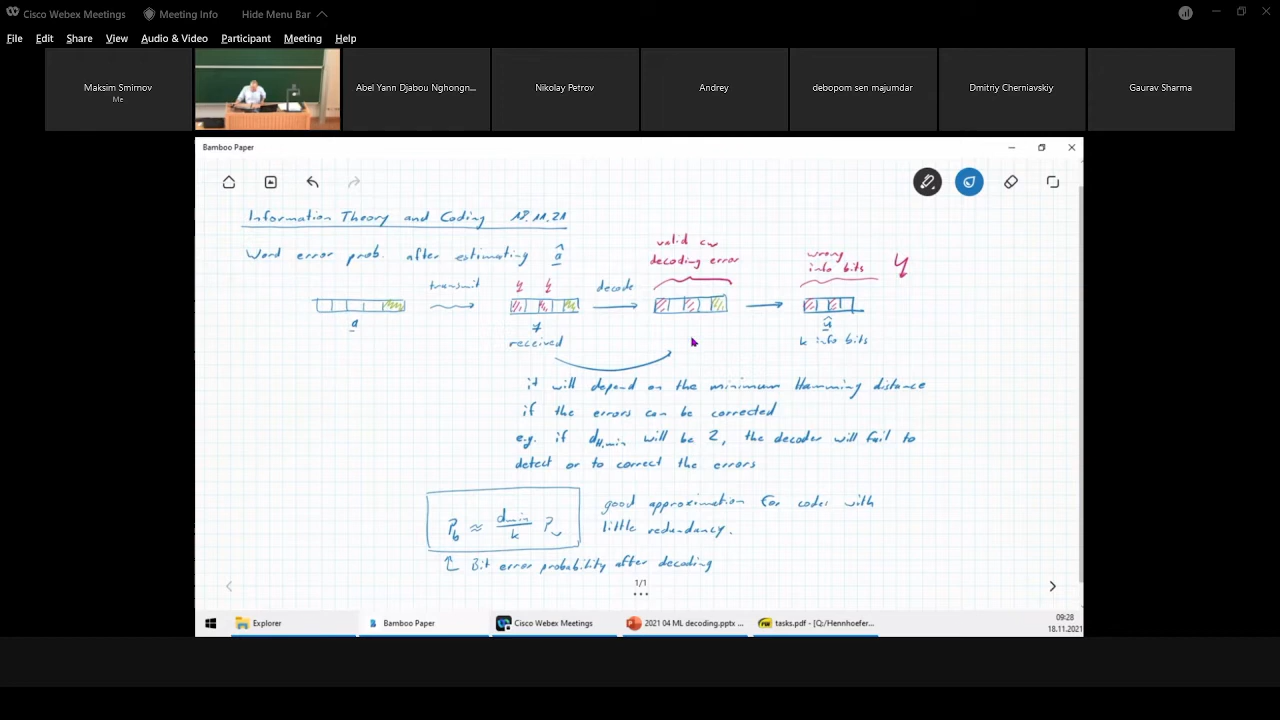 Cisco Webex Meetings Meeting Info Hide Menu Bar
File Edit Share View Audio & Video Participant Meeting Help
Maksim Smirnov
Me
Abel Yann Djabou Nghongn...
Nikolay Petrov
Andrey
debopom sen majumdar
Dmitriy Cherniavskiy
Gaurav Sharma
Bamboo Paper
Information Theory and Coding 18.11.21
Word error prob. after estimating â
valid cw
decoding error
wrong
info bits
transmit
decode
a
received
û
k info bits
it will depend on the minimum Hamming distance
if the errors can be corrected
e.g. if dH,min will be 2, the decoder will fail to
detect or to correct the errors
Pb ≈ dmin/k Pw
good approximation for codes with
little redundancy.
Bit error probability after decoding
1/1
Explorer
Bamboo Paper
Cisco Webex Meetings
2021 04 ML decoding.pptx ...
tasks.pdf - [Q:/Hennhoefer...
09:28
18.11.2021